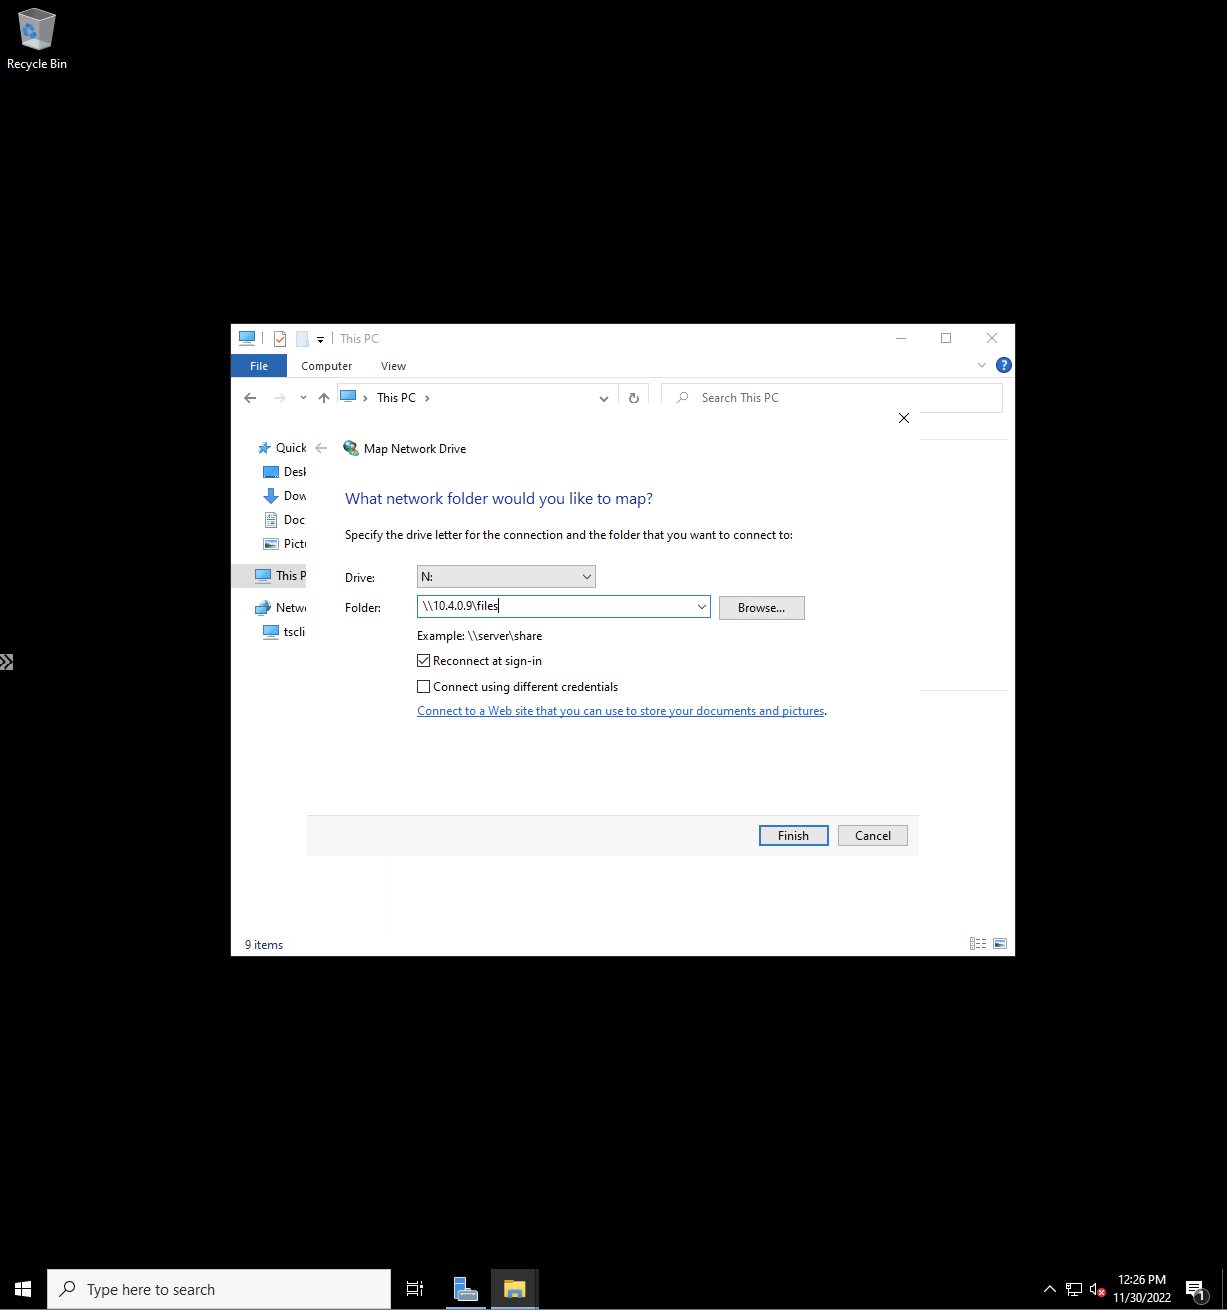 Recycle Bin
This PC
File
Computer
View
?
This PC
Search This PC
Quick
Map Network Drive
Desk
Dow
What network folder would you like to map?
Doc
Specify the drive letter for the connection and the folder that you want to connect to:
Pict
This P
Drive:
N:
Netw
Folder:
\\10.4.0.9\files
Browse...
tscli
Example: \\server\share
Reconnect at sign-in
Connect using different credentials
Connect to a Web site that you can use to store your documents and pictures.
Finish
Cancel
9 items
Type here to search
12:26 PM
11/30/2022
1